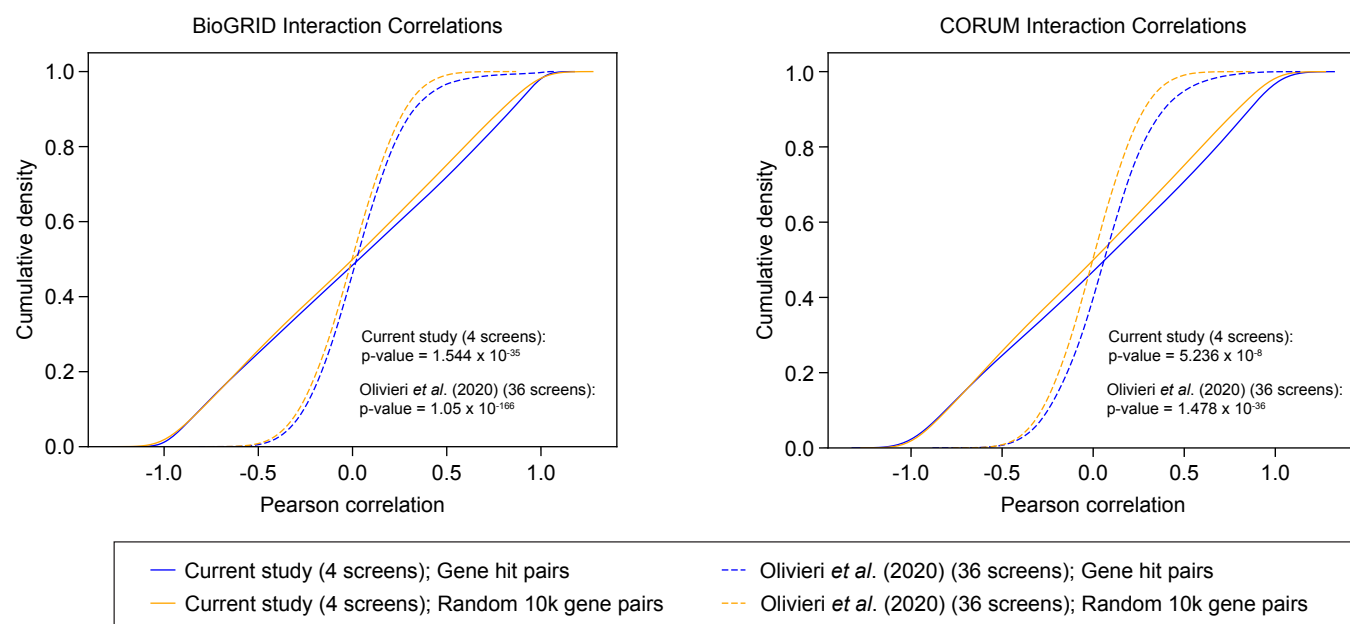 BioGRID Interaction Correlations
Cumulative density
1.0
0.8
0.6
0.4
0.2
0.0
Current study (4 screens):
p-value = 1.544 x 10⁻³⁵
Olivieri et al. (2020) (36 screens):
p-value = 1.05 x 10⁻¹⁶⁶
-1.0 -0.5 0.0 0.5 1.0
Pearson correlation
CORUM Interaction Correlations
Cumulative density
1.0
0.8
0.6
0.4
0.2
0.0
Current study (4 screens):
p-value = 5.236 x 10⁻⁸
Olivieri et al. (2020) (36 screens):
p-value = 1.478 x 10⁻³⁶
-1.0 -0.5 0.0 0.5 1.0
Pearson correlation
Current study (4 screens); Gene hit pairs
Current study (4 screens); Random 10k gene pairs
Olivieri et al. (2020) (36 screens); Gene hit pairs
Olivieri et al. (2020) (36 screens); Random 10k gene pairs